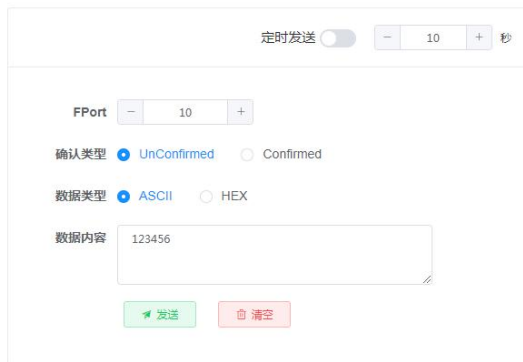 定时发送 - 10 + 秒
FPort - 10 +
确认类型 UnConfirmed Confirmed
数据类型 ASCII HEX
数据内容 123456
发送 清空